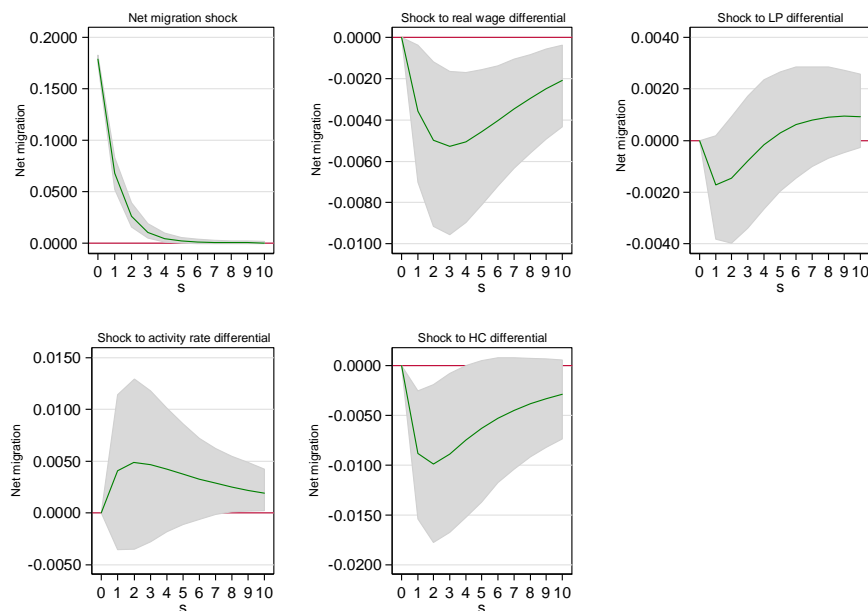 Net migration shock
0.2000
0.1500
0.1000
0.0500
0.0000
Net migration
0 1 2 3 4 5 6 7 8 9 10
s
Shock to real wage differential
0.0000
-0.0020
-0.0040
-0.0060
-0.0080
-0.0100
Net migration
0 1 2 3 4 5 6 7 8 9 10
s
Shock to LP differential
0.0040
0.0020
0.0000
-0.0020
-0.0040
Net migration
0 1 2 3 4 5 6 7 8 9 10
s
Shock to activity rate differential
0.0150
0.0100
0.0050
0.0000
-0.0050
Net migration
0 1 2 3 4 5 6 7 8 9 10
s
Shock to HC differential
0.0000
-0.0050
-0.0100
-0.0150
-0.0200
Net migration
0 1 2 3 4 5 6 7 8 9 10
s